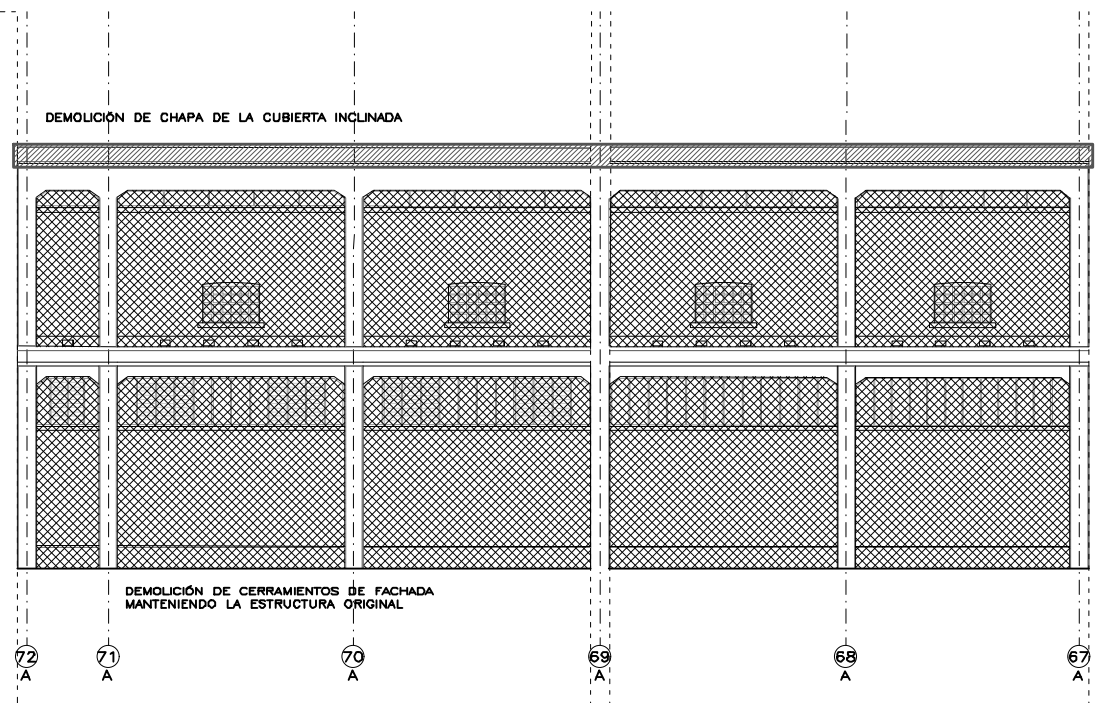 DEMOLICIÓN DE CHAPA DE LA CUBIERTA INCLINADA
DEMOLICIÓN DE CERRAMIENTOS DE FACHADA
MANTENIENDO LA ESTRUCTURA ORIGINAL
72 71 70 69 68 67
A A A A A A